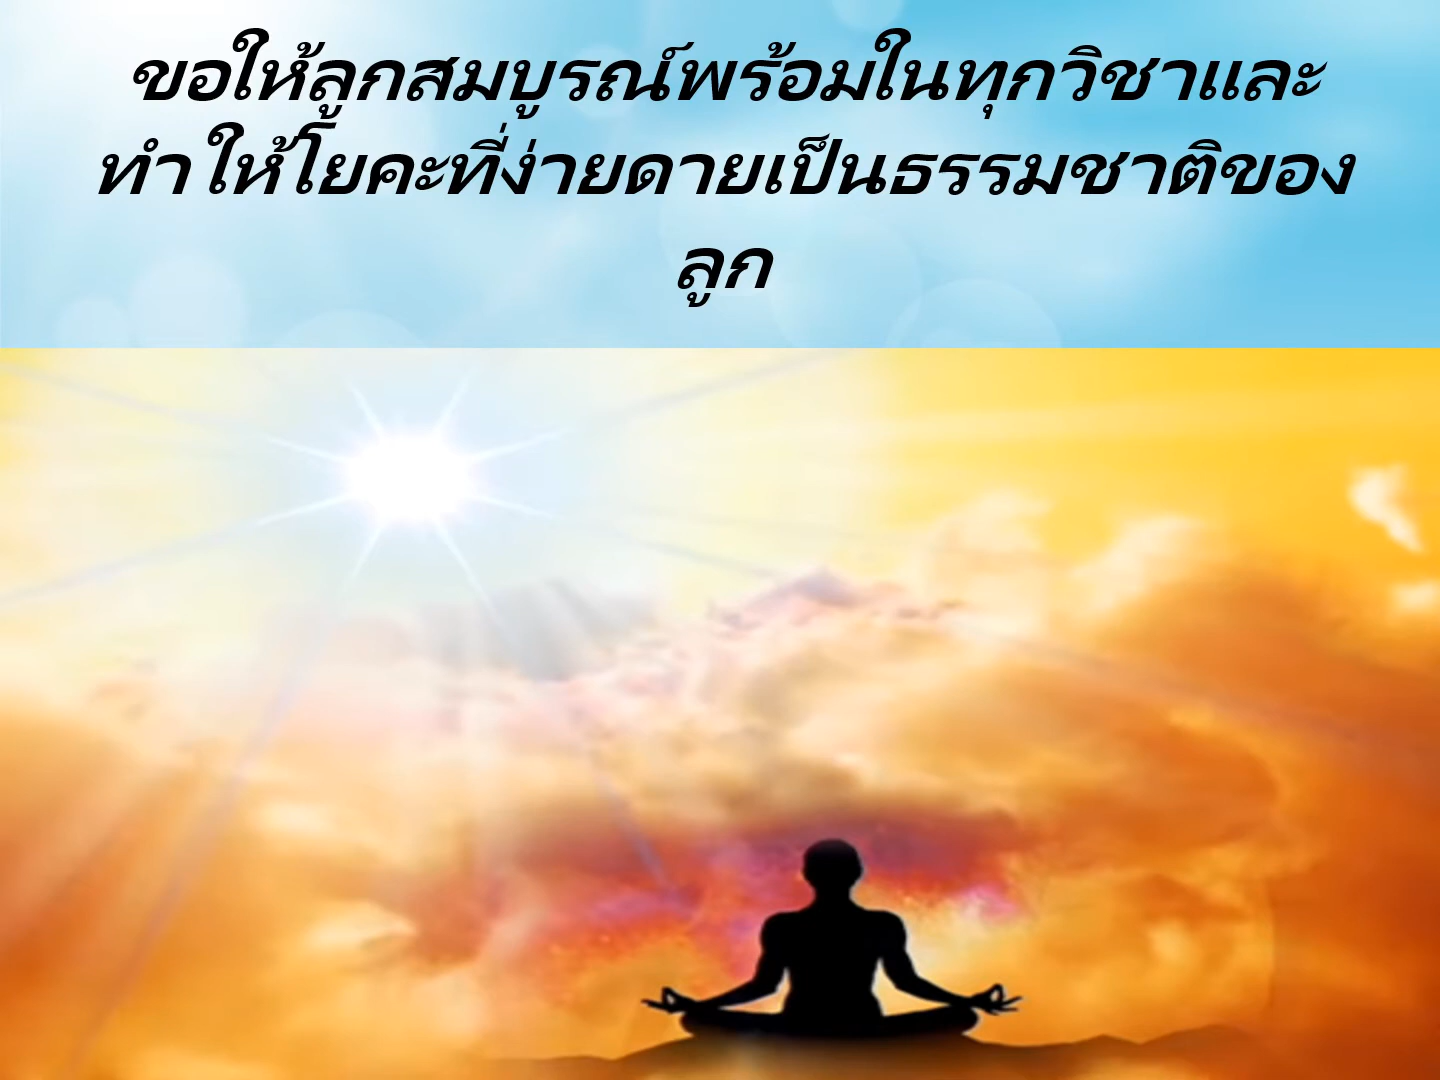 ขอให้ลูกสมบูรณ์พร้อมในทุกวิชาและ
ทำให้โยคะที่ง่ายดายเป็นธรรมชาติของ
ลูก